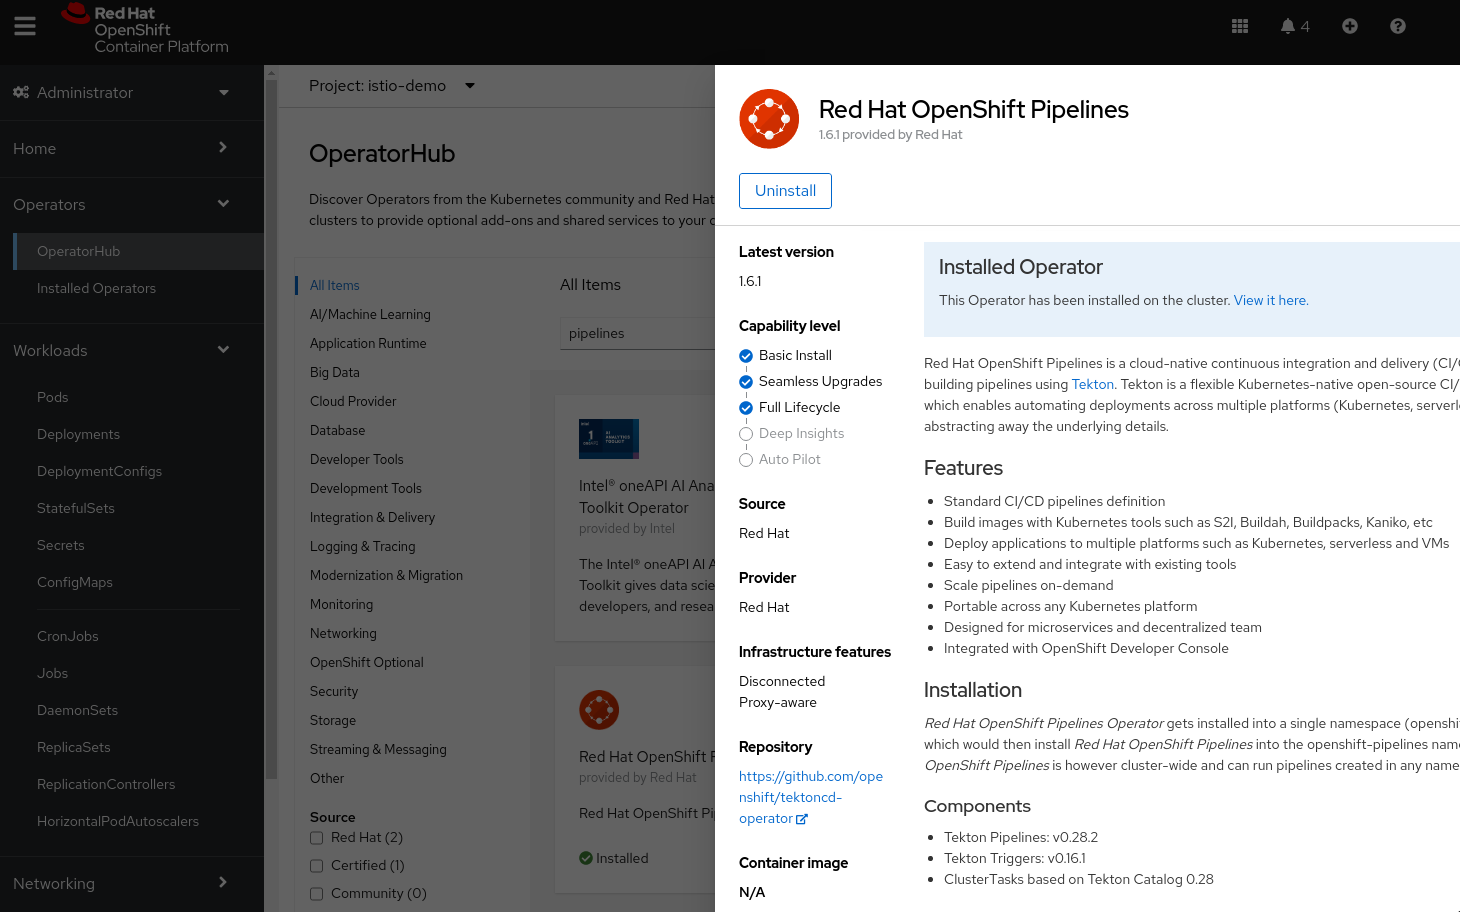 Red Hat
OpenShift
Container Platform
4
Administrator
Home
Operators
OperatorHub
Installed Operators
Workloads
Pods
Deployments
DeploymentConfigs
StatefulSets
Secrets
ConfigMaps
CronJobs
Jobs
DaemonSets
ReplicaSets
ReplicationControllers
HorizontalPodAutoscalers
Networking
Project: istio-demo
OperatorHub
Discover Operators from the Kubernetes community and Red Hat
clusters to provide optional add-ons and shared services to your
All Items
AI/Machine Learning
Application Runtime
Big Data
Cloud Provider
Database
Developer Tools
Development Tools
Integration & Delivery
Logging & Tracing
Modernization & Migration
Monitoring
Networking
OpenShift Optional
Security
Storage
Streaming & Messaging
Other
Source
Red Hat (2)
Certified (1)
Community (0)
All Items
pipelines
Intel® oneAPI AI Ana
Toolkit Operator
provided by Intel
The Intel® oneAPI AI A
Toolkit gives data scie
developers, and resea
Red Hat OpenShift P
provided by Red Hat
Red Hat OpenShift Pi
Installed
Red Hat OpenShift Pipelines
1.6.1 provided by Red Hat
Uninstall
Latest version
1.6.1
Capability level
Basic Install
Seamless Upgrades
Full Lifecycle
Deep Insights
Auto Pilot
Source
Red Hat
Provider
Red Hat
Infrastructure features
Disconnected
Proxy-aware
Repository
https://github.com/ope
nshift/tektoncd-
operator
Container image
N/A
Installed Operator
This Operator has been installed on the cluster. View it here.
Red Hat OpenShift Pipelines is a cloud-native continuous integration and delivery (CI/
building pipelines using Tekton. Tekton is a flexible Kubernetes-native open-source CI/
which enables automating deployments across multiple platforms (Kubernetes, serverl
abstracting away the underlying details.
Features
Standard CI/CD pipelines definition
Build images with Kubernetes tools such as S2I, Buildah, Buildpacks, Kaniko, etc
Deploy applications to multiple platforms such as Kubernetes, serverless and VMs
Easy to extend and integrate with existing tools
Scale pipelines on-demand
Portable across any Kubernetes platform
Designed for microservices and decentralized team
Integrated with OpenShift Developer Console
Installation
Red Hat OpenShift Pipelines Operator gets installed into a single namespace (openshi
which would then install Red Hat OpenShift Pipelines into the openshift-pipelines nam
OpenShift Pipelines is however cluster-wide and can run pipelines created in any name
Components
Tekton Pipelines: v0.28.2
Tekton Triggers: v0.16.1
ClusterTasks based on Tekton Catalog 0.28